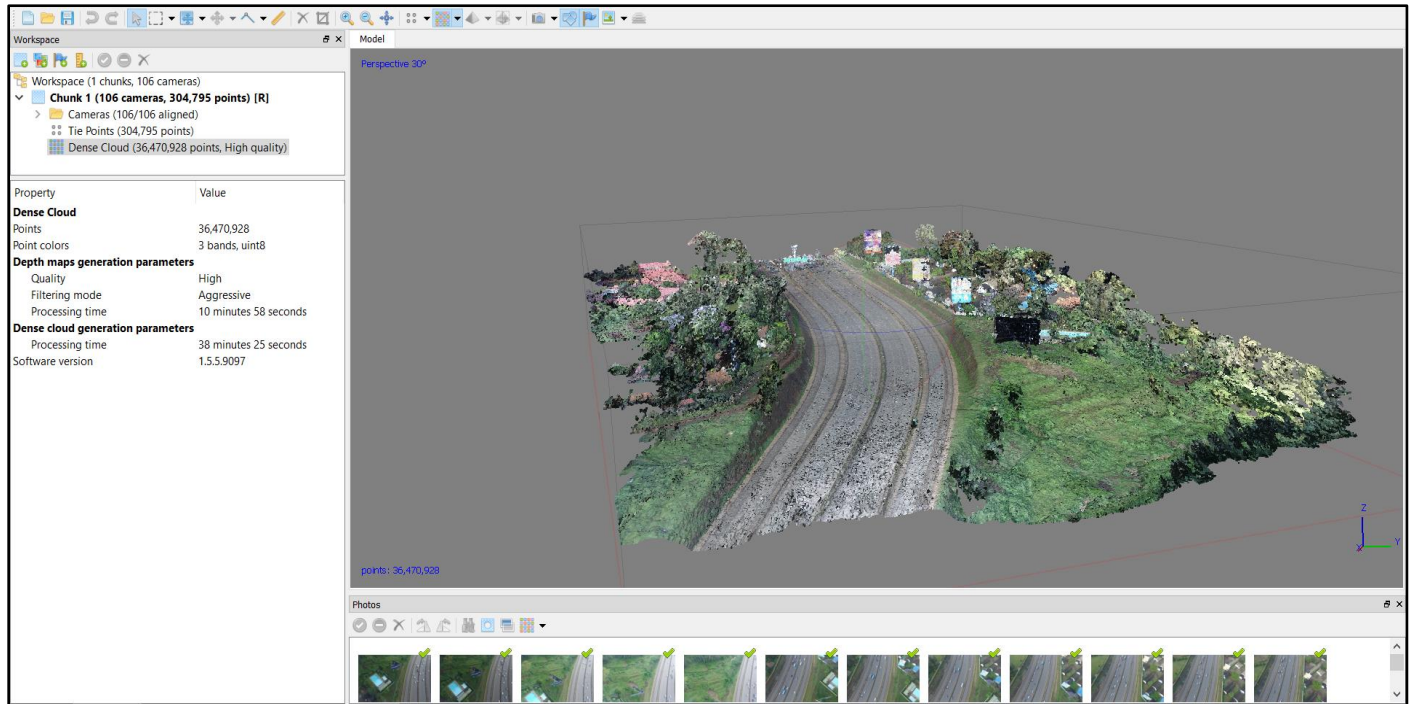 Workspace
Model
Workspace (1 chunks, 106 cameras)
Chunk 1 (106 cameras, 304,795 points) [R]
Cameras (106/106 aligned)
Tie Points (304,795 points)
Dense Cloud (36,470,928 points, High quality)
Property Value
Dense Cloud
Points 36,470,928
Point colors 3 bands, uint8
Depth maps generation parameters
Quality High
Filtering mode Aggressive
Processing time 10 minutes 58 seconds
Dense cloud generation parameters
Processing time 38 minutes 25 seconds
Software version 1.5.5.9097
Perspective 30°
Z
Y
X
points: 36,470,928
Photos